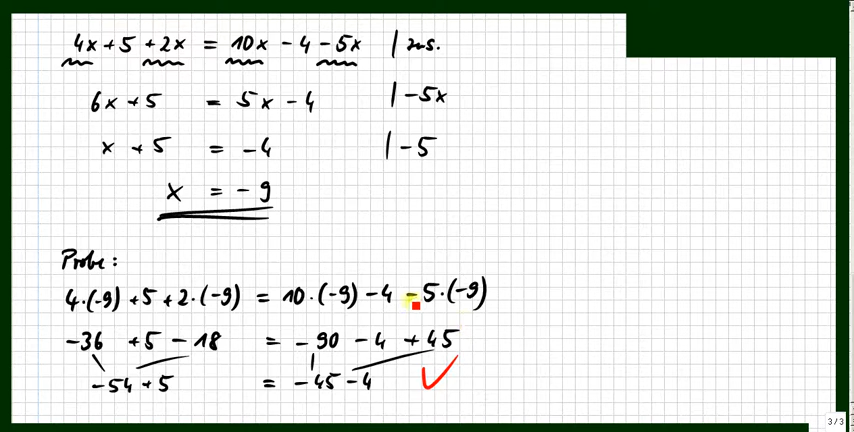 4x + 5 + 2x = 10x - 4 - 5x | zus.
6x + 5 = 5x - 4 | -5x
x + 5 = -4 | -5
x = -9
Probe:
4·(-9) + 5 + 2·(-9) = 10·(-9) - 4 - 5·(-9)
-36 + 5 - 18 = -90 - 4 + 45
-54 + 5 = -45 - 4 ✓
3/3